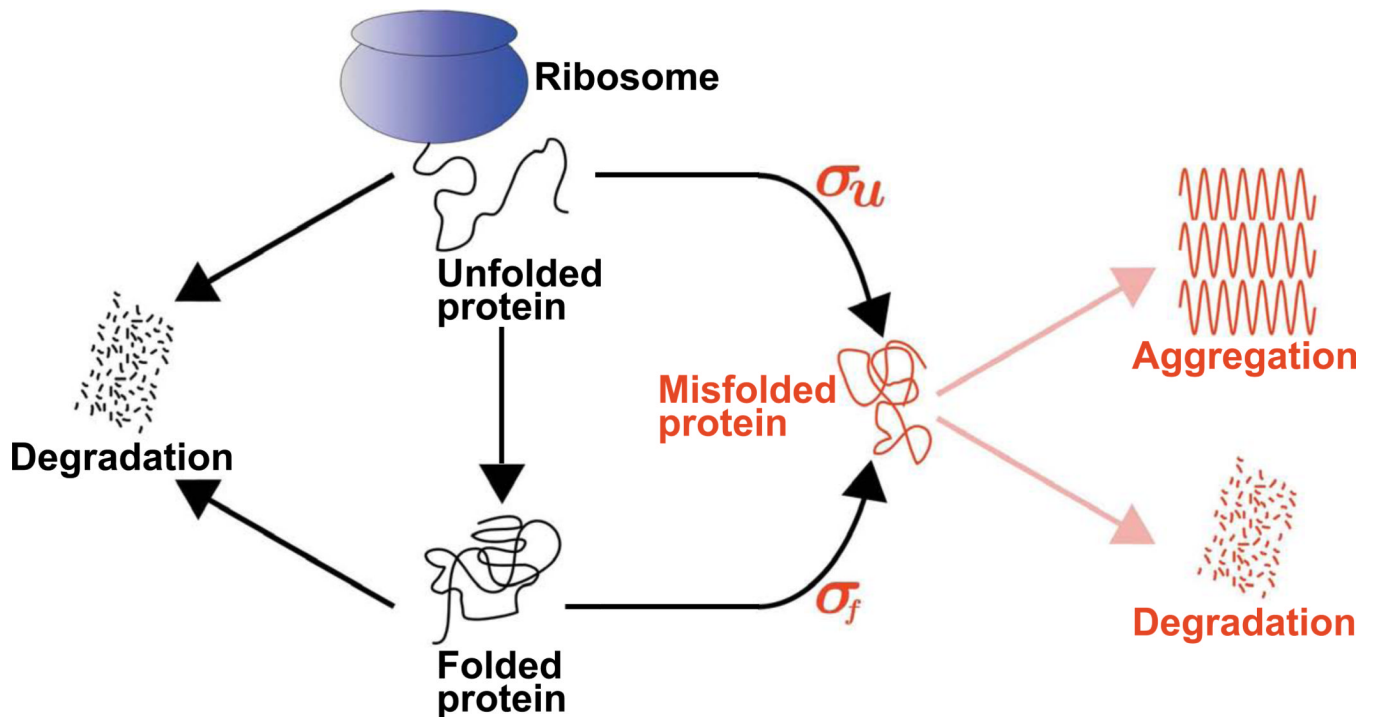 Ribosome
σu
Unfolded
protein
Aggregation
Misfolded
protein
Degradation
σf
Degradation
Folded
protein